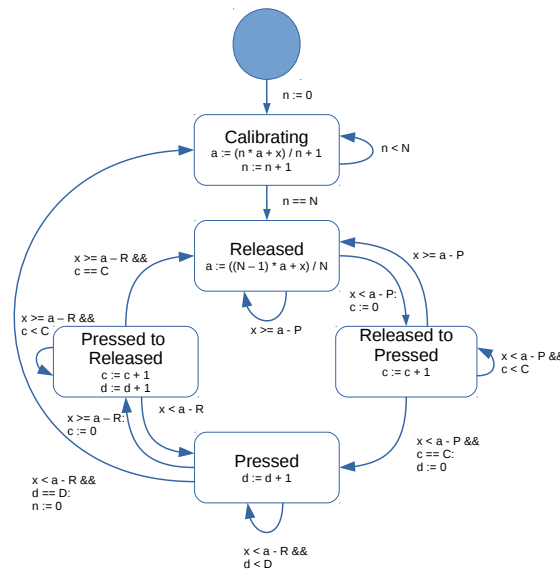 n := 0
Calibrating
a := (n * a + x) / n + 1
n := n + 1
n < N
n == N
Released
a := ((N – 1) * a + x) / N
x >= a – R &&
c == C
x >= a - P
x < a - P:
c := 0
x >= a - P
x >= a – R &&
c < C
Pressed to
Released
c := c + 1
d := d + 1
Released to
Pressed
c := c + 1
x < a - P &&
c < C
x >= a – R:
c := 0
x < a - R
x < a - P &&
c == C:
d := 0
Pressed
d := d + 1
x < a - R &&
d == D:
n := 0
x < a - R &&
d < D